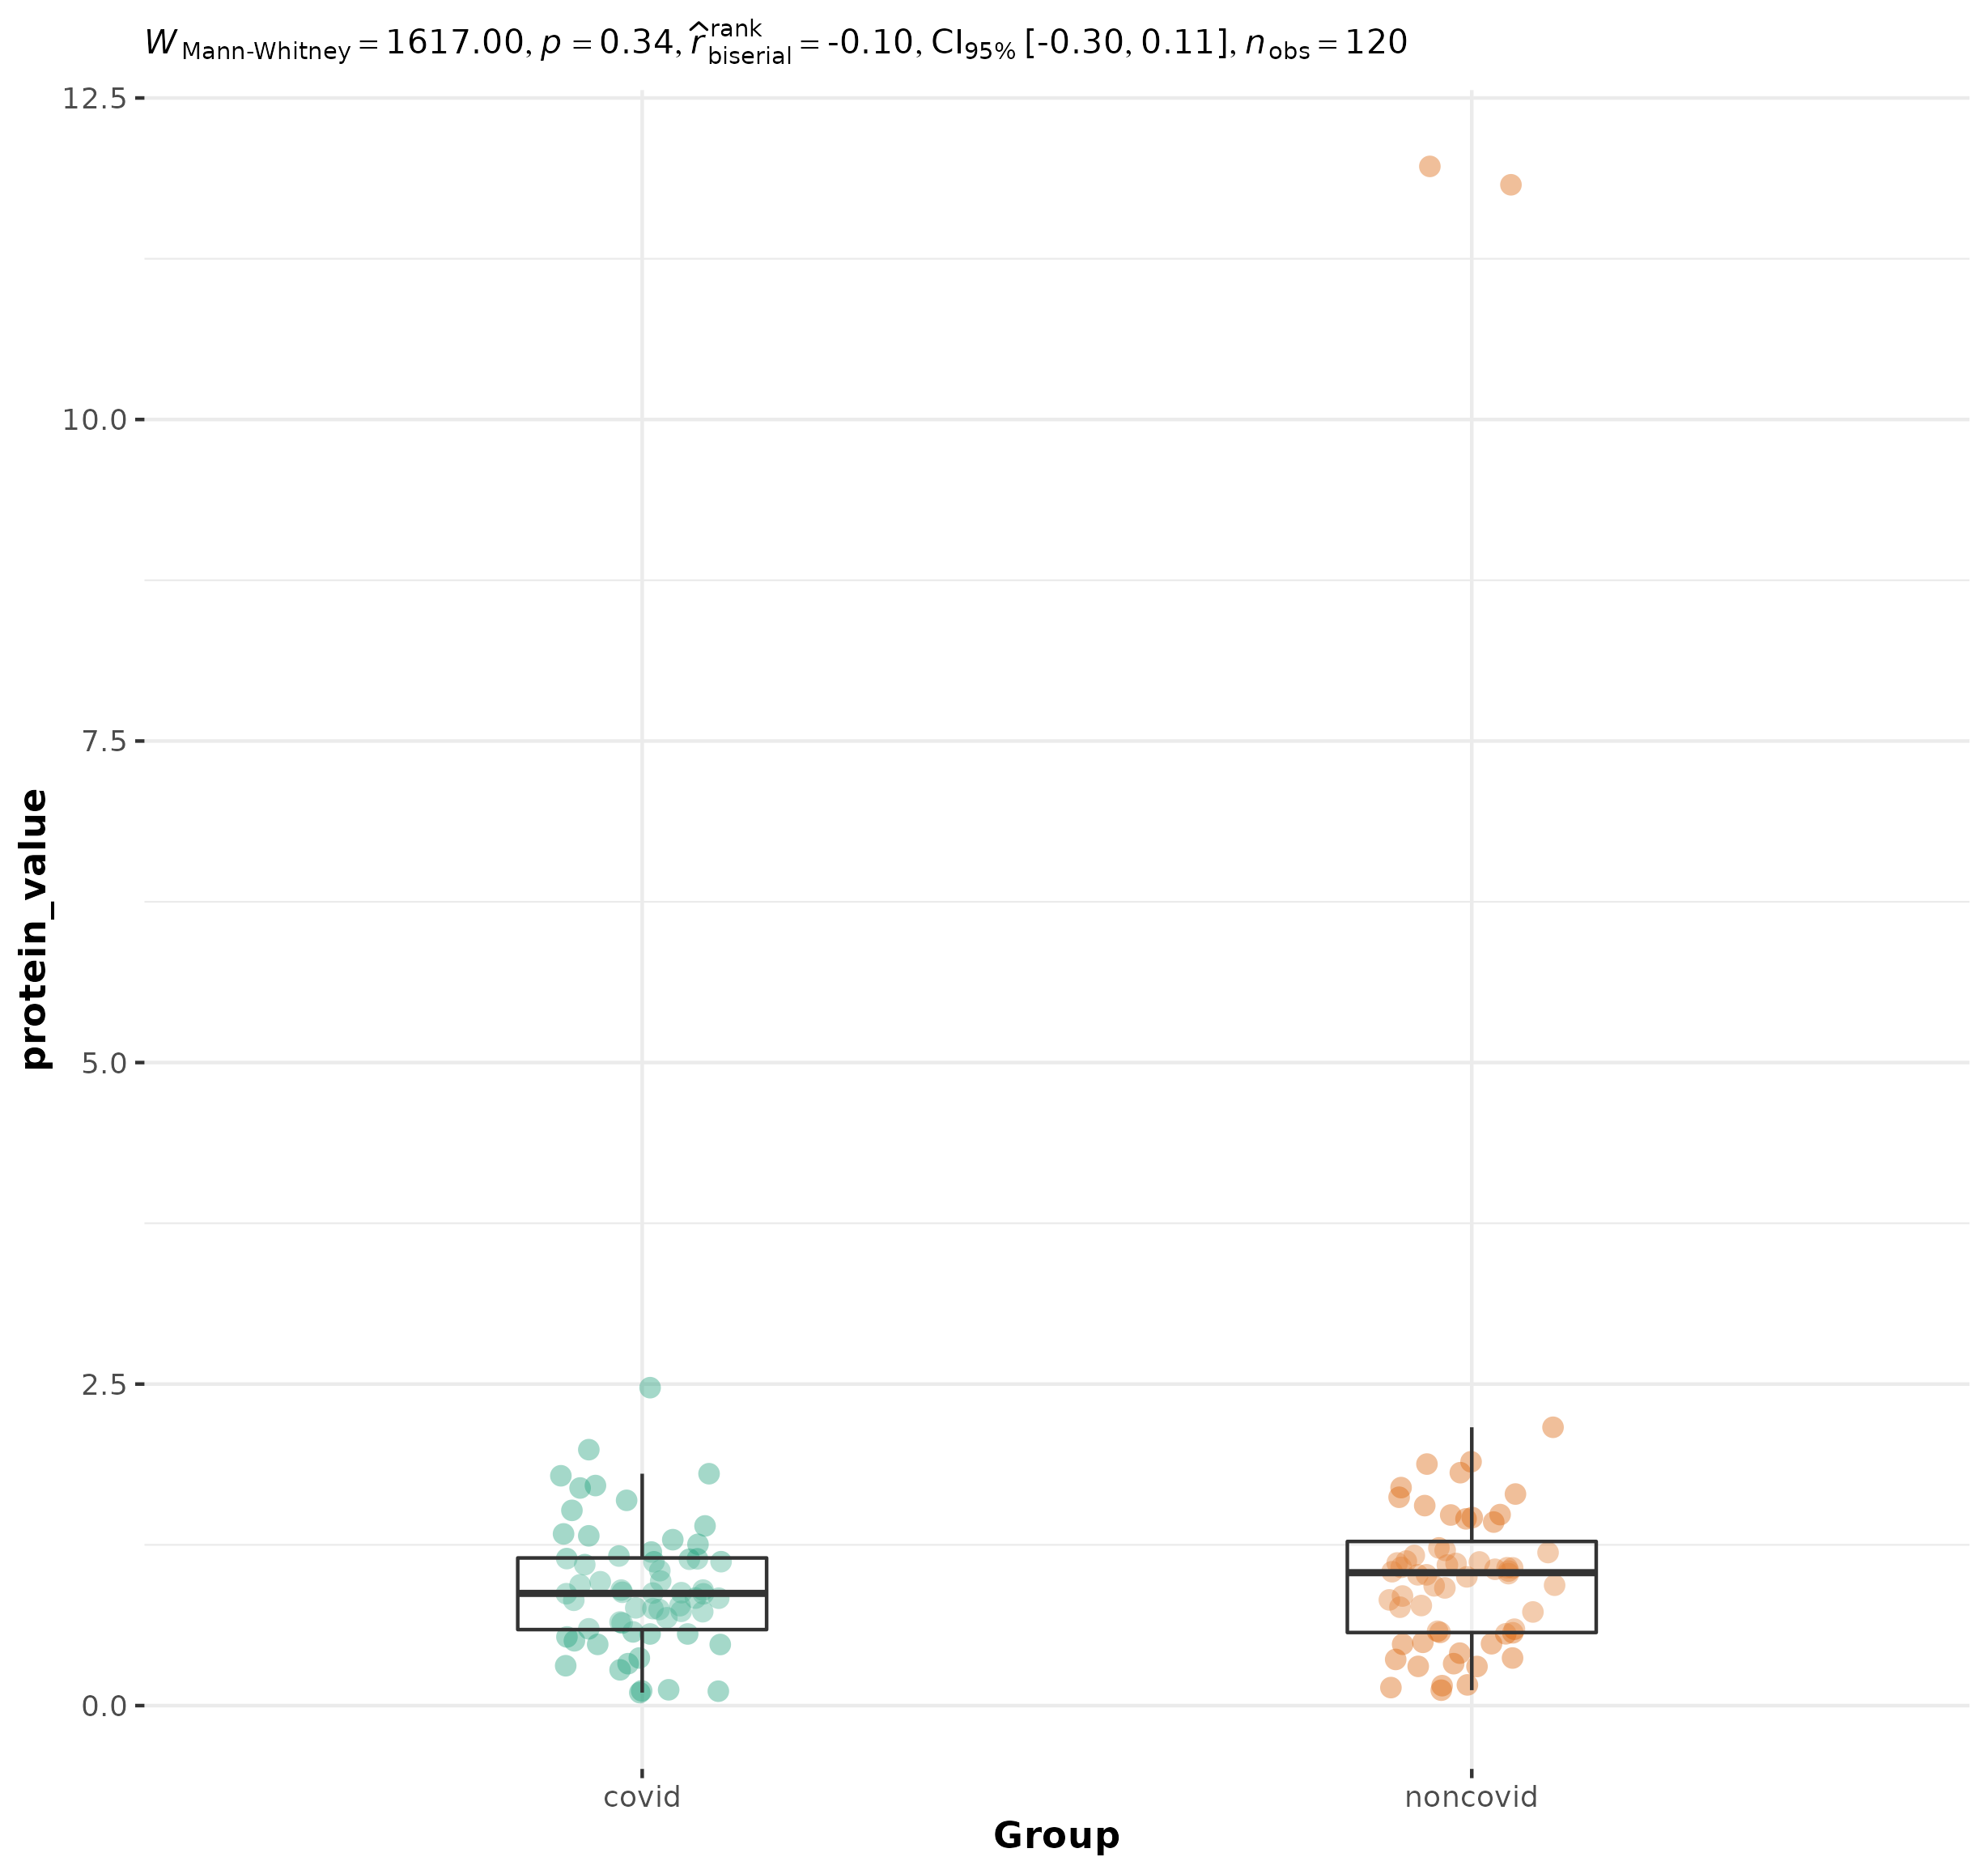 W Mann-Whitney = 1617.00, p = 0.34, r̂ rank biserial = -0.10, CI95% [-0.30, 0.11], n obs = 120
12.5
10.0
7.5
5.0
2.5
0.0
protein_value
covid noncovid
Group